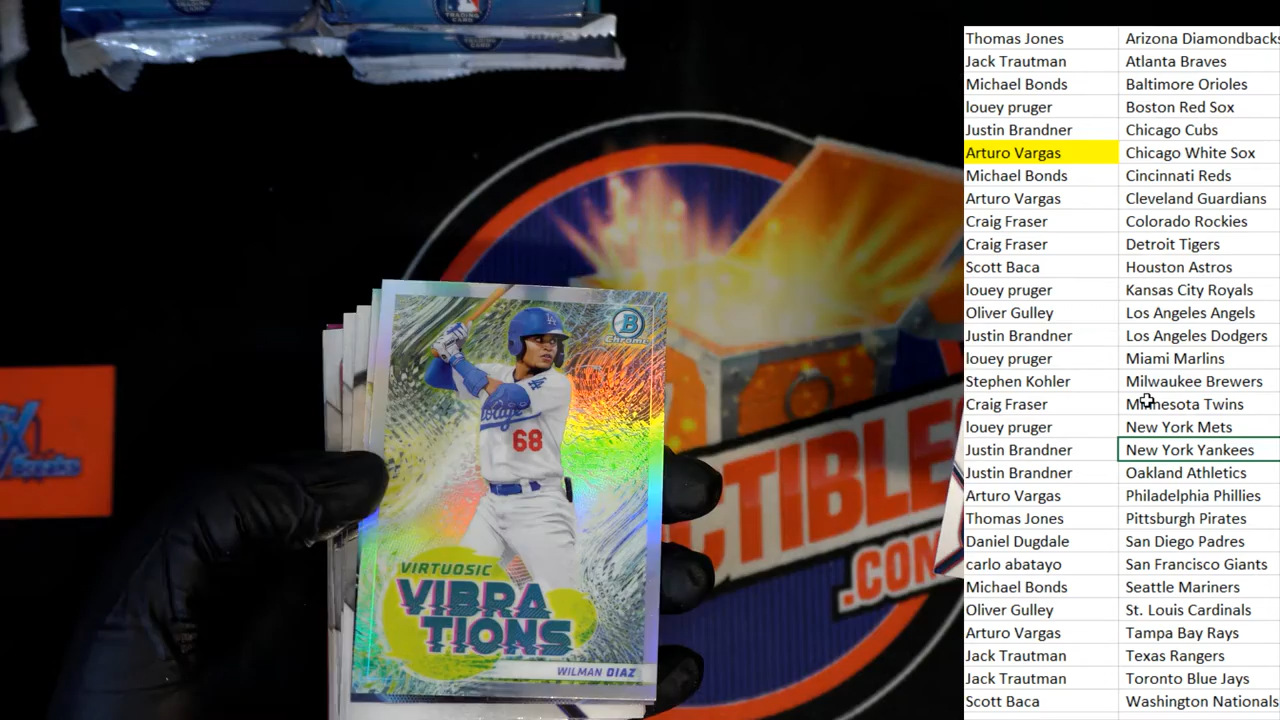 TRADING
CARD
B
Chrome
LA
Dodgers
68
VIRTUOSIC
VIBRA
TIONS
WILMAN DIAZ
Breaks
CTIBLE
.COM
Thomas Jones Arizona Diamondbacks
Jack Trautman Atlanta Braves
Michael Bonds Baltimore Orioles
louey pruger Boston Red Sox
Justin Brandner Chicago Cubs
Arturo Vargas Chicago White Sox
Michael Bonds Cincinnati Reds
Arturo Vargas Cleveland Guardians
Craig Fraser Colorado Rockies
Craig Fraser Detroit Tigers
Scott Baca Houston Astros
louey pruger Kansas City Royals
Oliver Gulley Los Angeles Angels
Justin Brandner Los Angeles Dodgers
louey pruger Miami Marlins
Stephen Kohler Milwaukee Brewers
Craig Fraser Minnesota Twins
louey pruger New York Mets
Justin Brandner New York Yankees
Justin Brandner Oakland Athletics
Arturo Vargas Philadelphia Phillies
Thomas Jones Pittsburgh Pirates
Daniel Dugdale San Diego Padres
carlo abatayo San Francisco Giants
Michael Bonds Seattle Mariners
Oliver Gulley St. Louis Cardinals
Arturo Vargas Tampa Bay Rays
Jack Trautman Texas Rangers
Jack Trautman Toronto Blue Jays
Scott Baca Washington Nationals